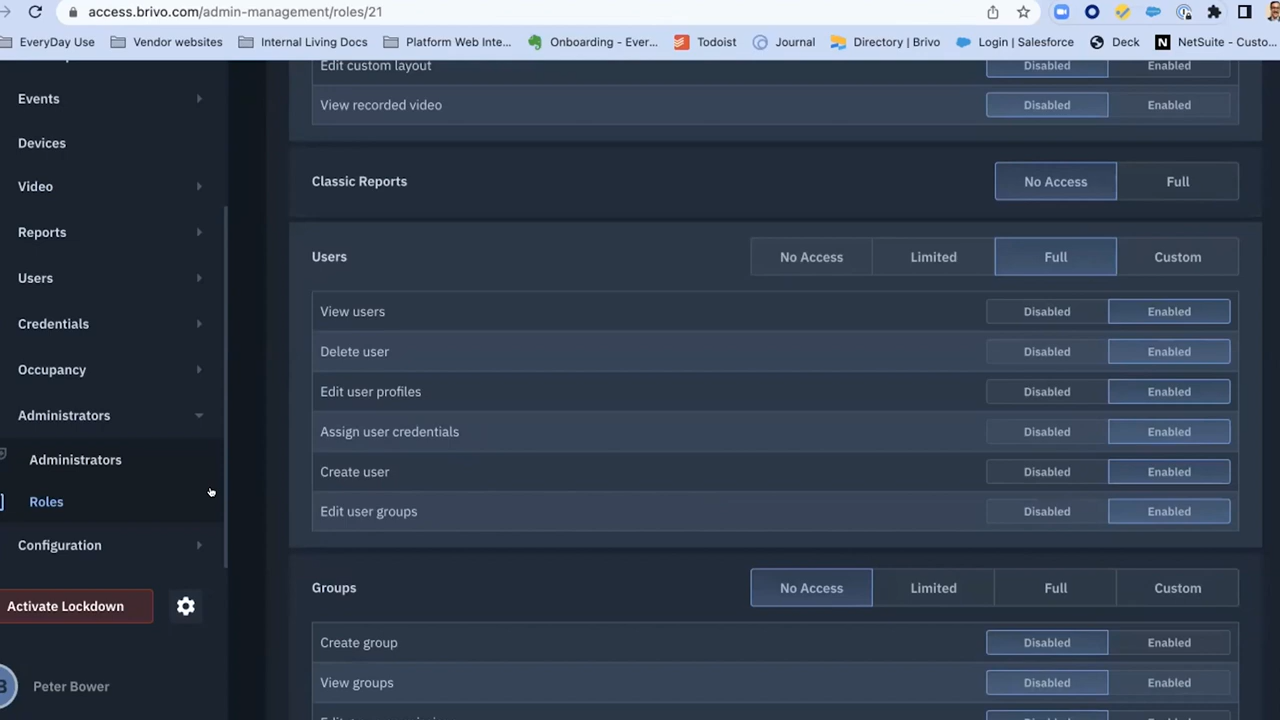 access.brivo.com/admin-management/roles/21
EveryDay Use
Vendor websites
Internal Living Docs
Platform Web Inte...
Onboarding - Ever...
Todoist
Journal
Directory | Brivo
Login | Salesforce
Deck
NetSuite - Custo...
Events
Devices
Video
Reports
Users
Credentials
Occupancy
Administrators
Administrators
Roles
Configuration
Activate Lockdown
Peter Bower
Edit custom layout Disabled Enabled
View recorded video Disabled Enabled
Classic Reports No Access Full
Users No Access Limited Full Custom
View users Disabled Enabled
Delete user Disabled Enabled
Edit user profiles Disabled Enabled
Assign user credentials Disabled Enabled
Create user Disabled Enabled
Edit user groups Disabled Enabled
Groups No Access Limited Full Custom
Create group Disabled Enabled
View groups Disabled Enabled
Disabled Enabled